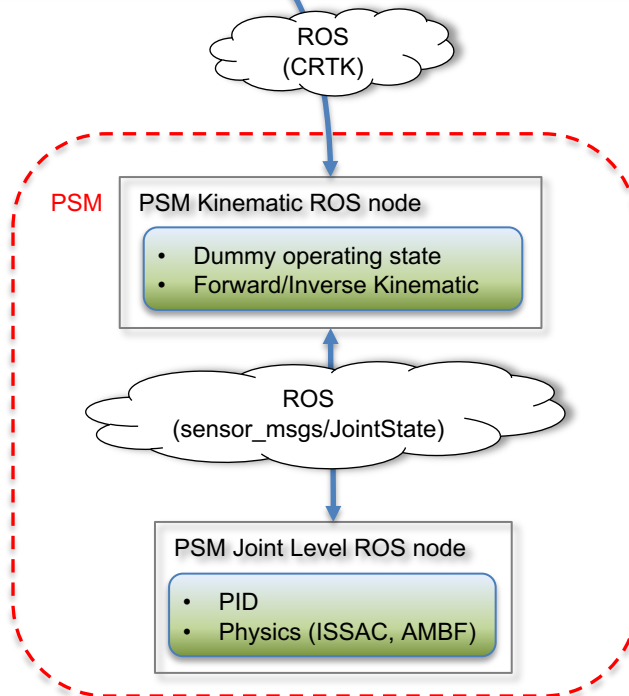 ROS
(CRTK)
PSM
PSM Kinematic ROS node
• Dummy operating state
• Forward/Inverse Kinematic
ROS
(sensor_msgs/JointState)
PSM Joint Level ROS node
• PID
• Physics (ISSAC, AMBF)